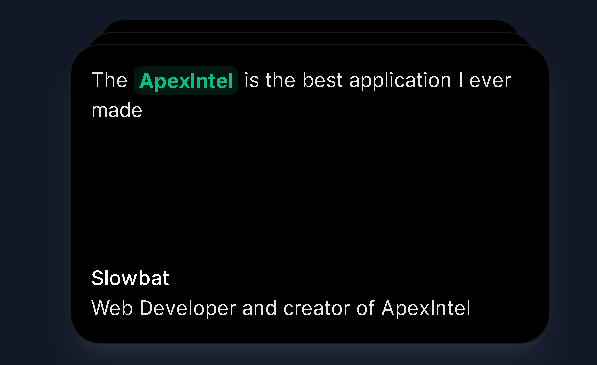 The ApexIntel is the best application I ever
made
Slowbat
Web Developer and creator of ApexIntel